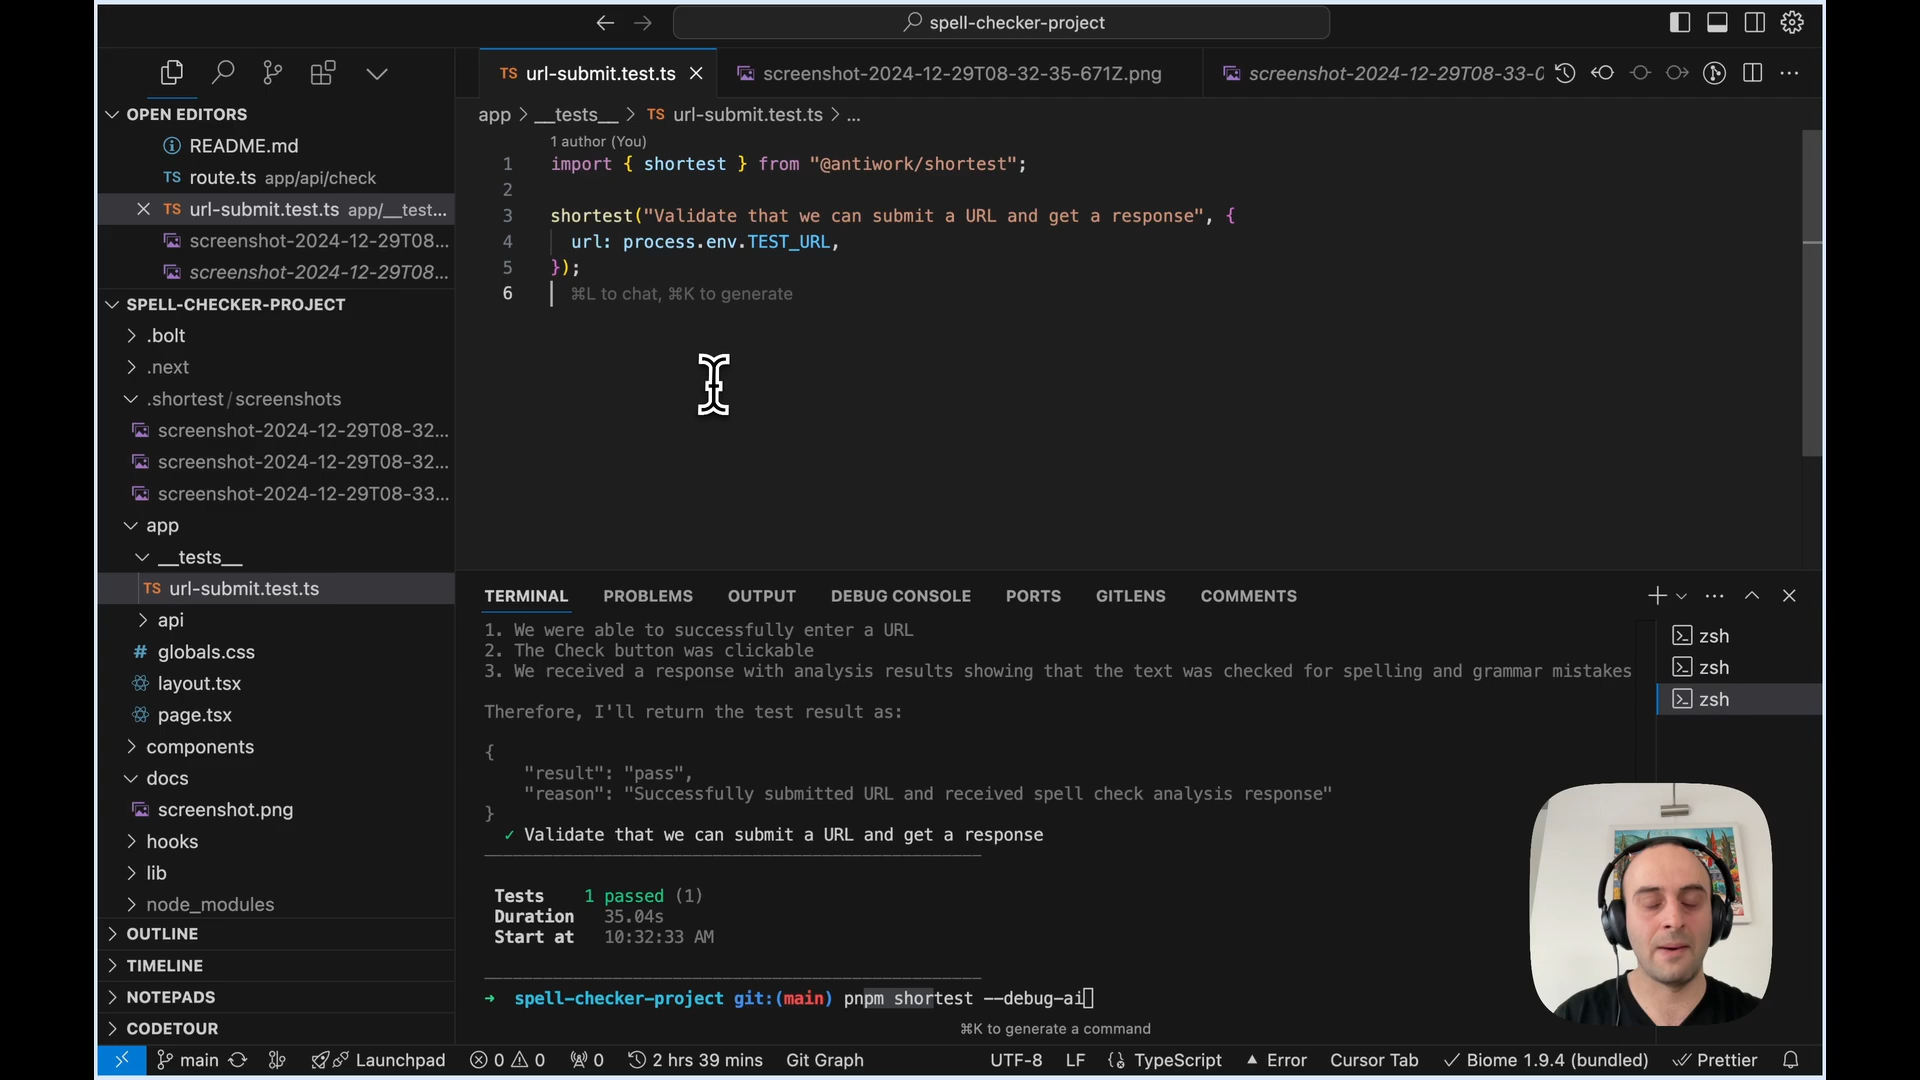 spell-checker-project
OPEN EDITORS
README.md
TS route.ts app/api/check
TS url-submit.test.ts app/__test...
screenshot-2024-12-29T08...
screenshot-2024-12-29T08...
SPELL-CHECKER-PROJECT
.bolt
.next
.shortest/screenshots
screenshot-2024-12-29T08-32...
screenshot-2024-12-29T08-32...
screenshot-2024-12-29T08-33...
app
__tests__
TS url-submit.test.ts
api
# globals.css
layout.tsx
page.tsx
components
docs
screenshot.png
hooks
lib
node_modules
OUTLINE
TIMELINE
NOTEPADS
CODETOUR
TS url-submit.test.ts
screenshot-2024-12-29T08-32-35-671Z.png
screenshot-2024-12-29T08-33-0
app > __tests__ > TS url-submit.test.ts > ...
1 author (You)
1 import { shortest } from "@antiwork/shortest";
2
3 shortest("Validate that we can submit a URL and get a response", {
4 url: process.env.TEST_URL,
5 });
6 ⌘L to chat, ⌘K to generate
TERMINAL PROBLEMS OUTPUT DEBUG CONSOLE PORTS GITLENS COMMENTS
1. We were able to successfully enter a URL
2. The Check button was clickable
3. We received a response with analysis results showing that the text was checked for spelling and grammar mistakes
Therefore, I'll return the test result as:
{
"result": "pass",
"reason": "Successfully submitted URL and received spell check analysis response"
}
✓ Validate that we can submit a URL and get a response
Tests 1 passed (1)
Duration 35.04s
Start at 10:32:33 AM
➜ spell-checker-project git:(main) pnpm shortest --debug-ai
⌘K to generate a command
zsh
zsh
zsh
main Launchpad 0 0 0 2 hrs 39 mins Git Graph UTF-8 LF {} TypeScript Error Cursor Tab Biome 1.9.4 (bundled) Prettier